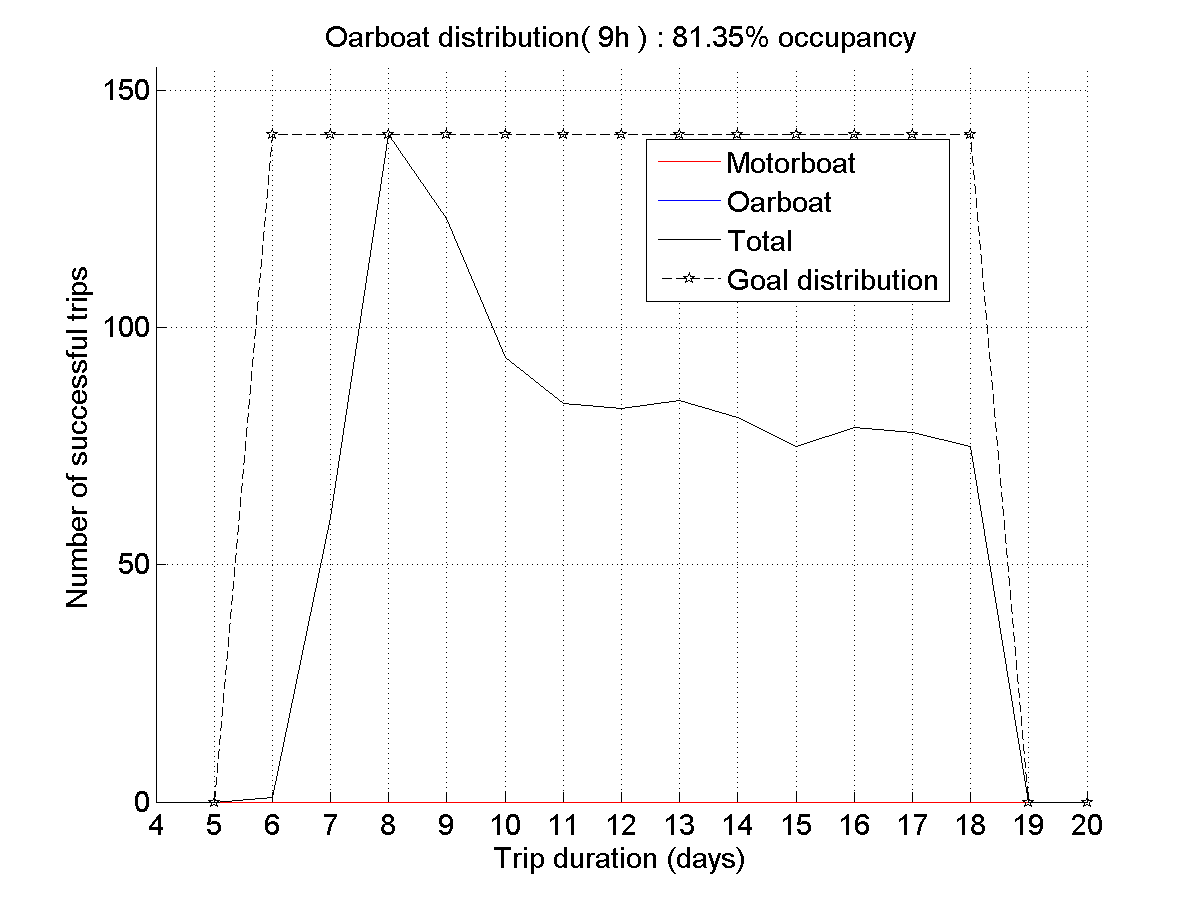 Oarboat distribution( 9h ) : 81.35% occupancy
Number of successful trips
150
100
50
0
Motorboat
Oarboat
Total
Goal distribution
4 5 6 7 8 9 10 11 12 13 14 15 16 17 18 19 20
Trip duration (days)